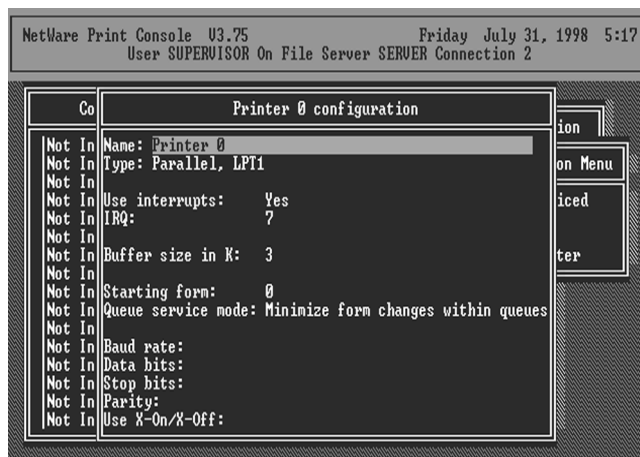 NetWare Print Console V3.75 Friday July 31, 1998 5:17
User SUPERVISOR On File Server SERVER Connection 2
Co
Printer 0 configuration
ion
Not In Name: Printer 0
Not In Type: Parallel, LPT1 on Menu
Not In
Not In Use interrupts: Yes iced
Not In IRQ: 7
Not In
Not In Buffer size in K: 3 ter
Not In
Not In Starting form: 0
Not In Queue service mode: Minimize form changes within queues
Not In
Not In Baud rate:
Not In Data bits:
Not In Stop bits:
Not In Parity:
Not In Use X-On/X-Off: